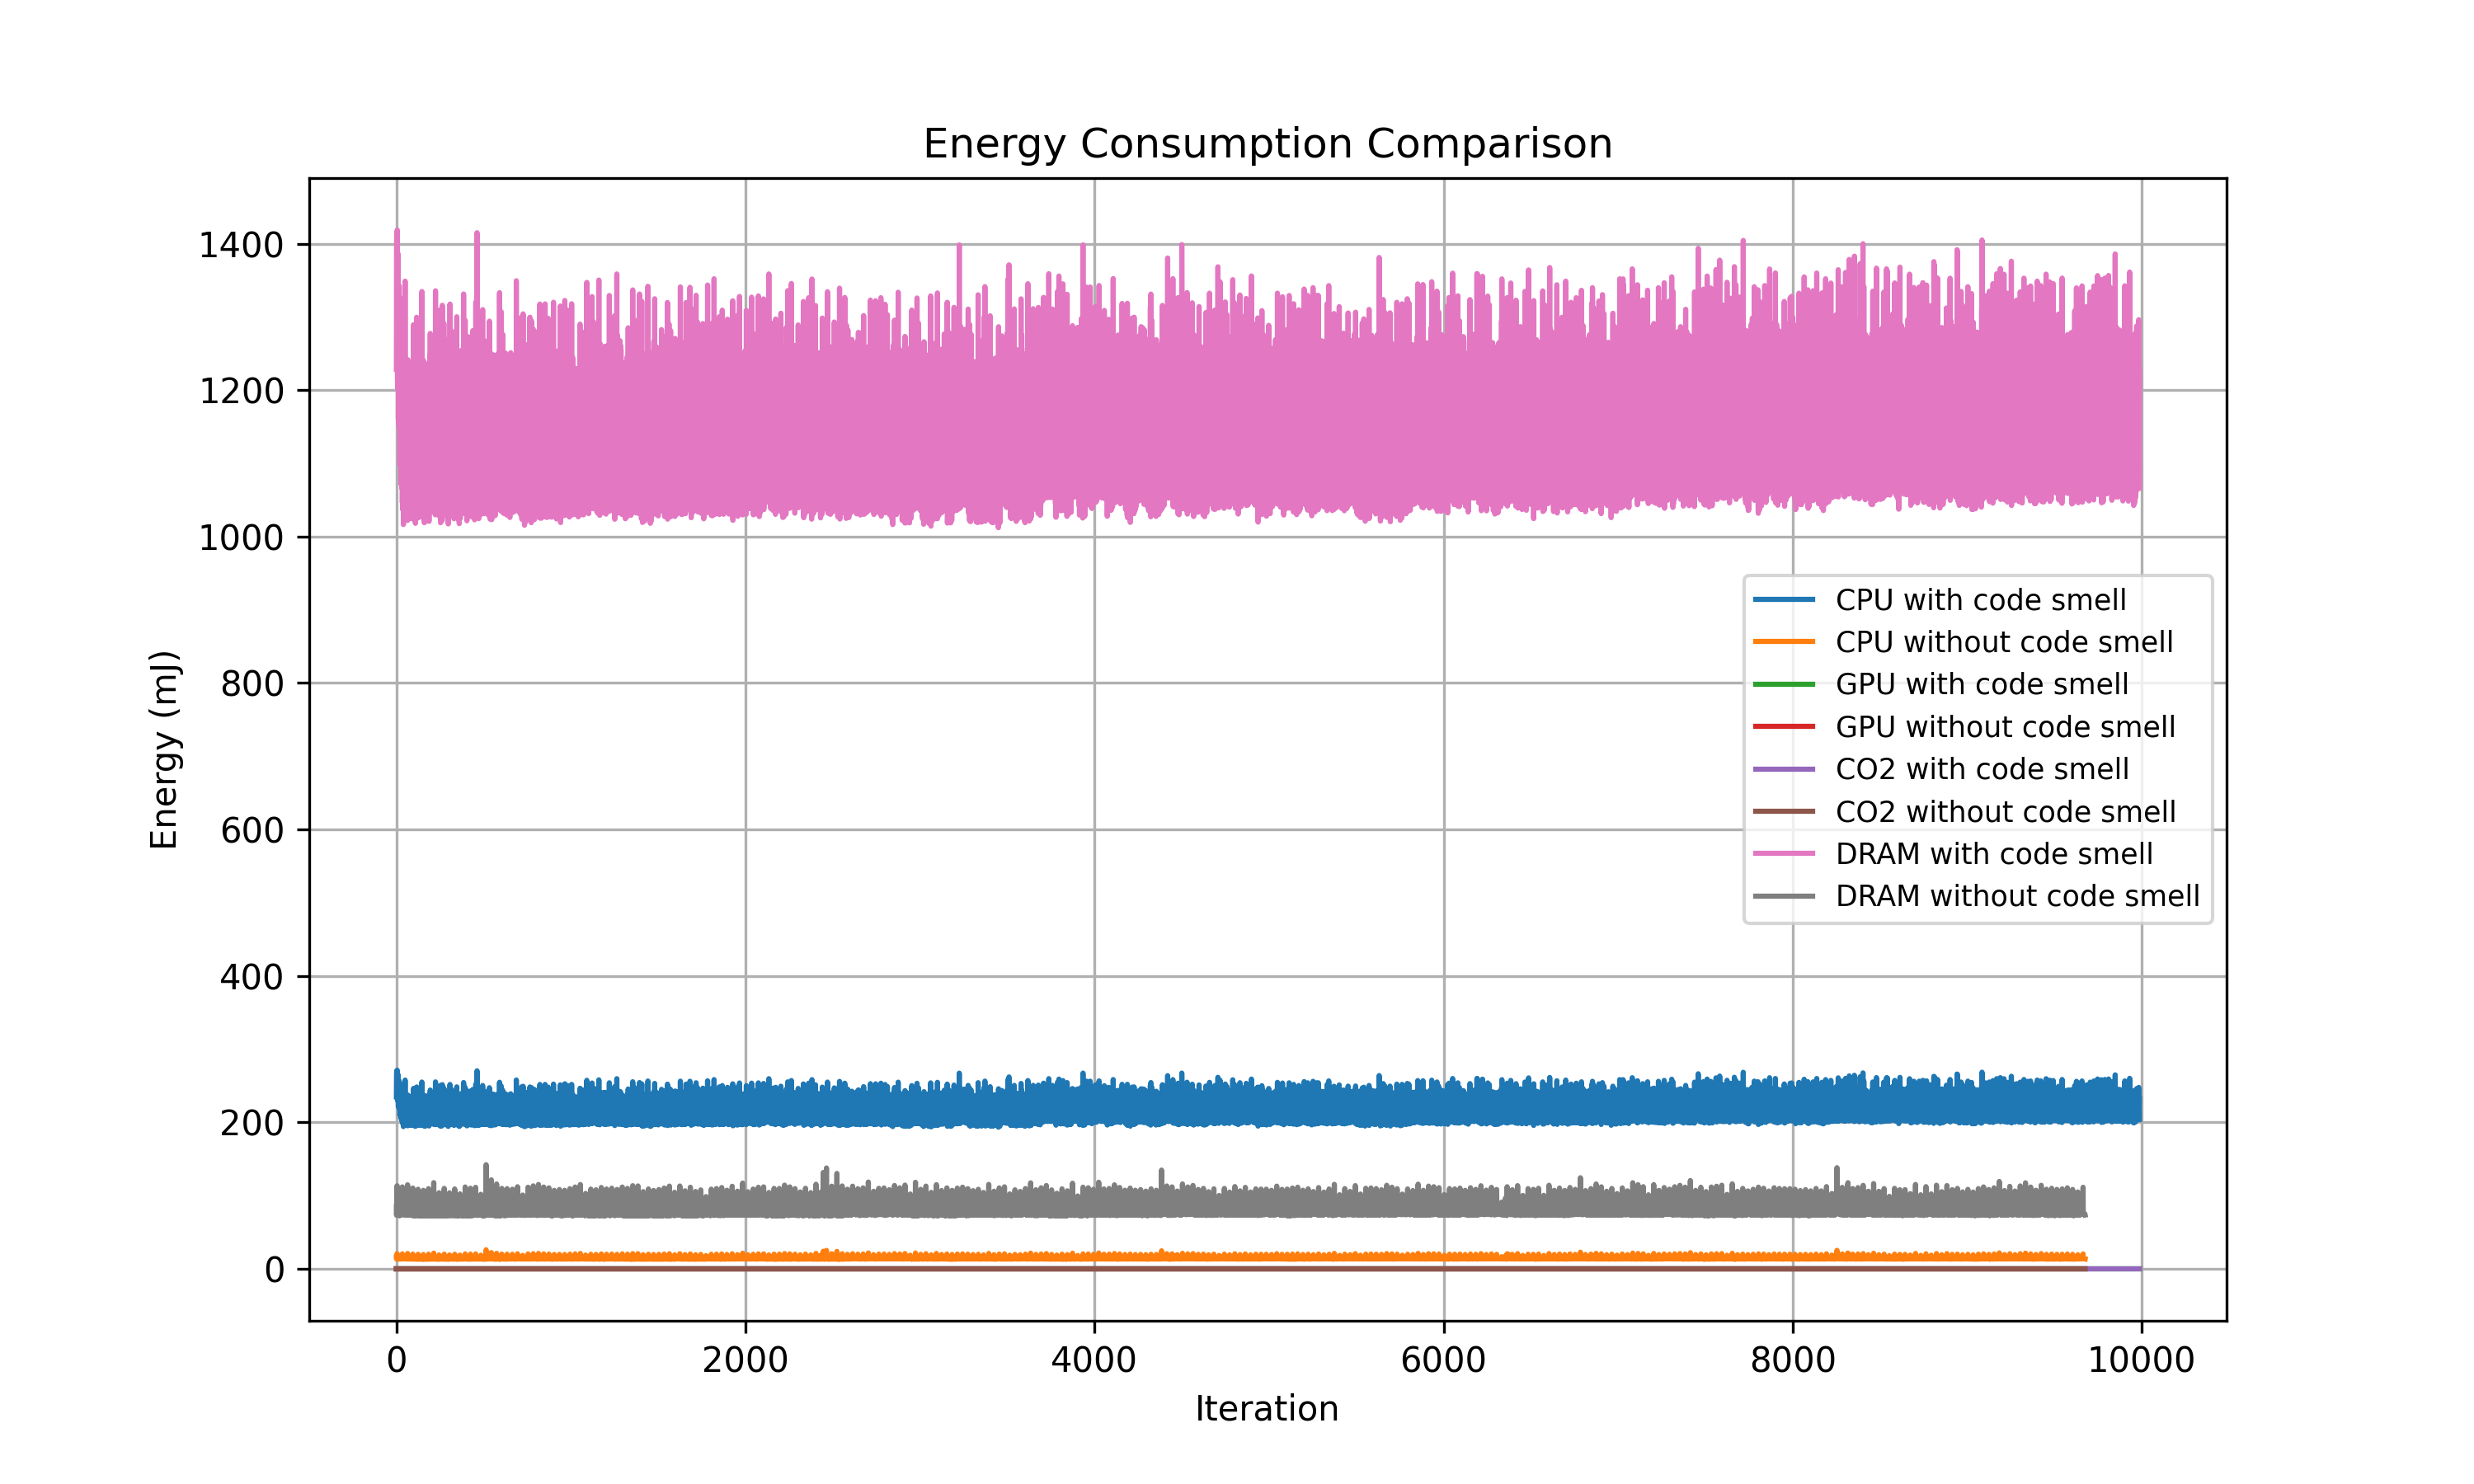 Energy Consumption Comparison
Energy (mJ)
1400
1200
1000
800
600
400
200
0
CPU with code smell
CPU without code smell
GPU with code smell
GPU without code smell
CO2 with code smell
CO2 without code smell
DRAM with code smell
DRAM without code smell
0 2000 4000 6000 8000 10000
Iteration